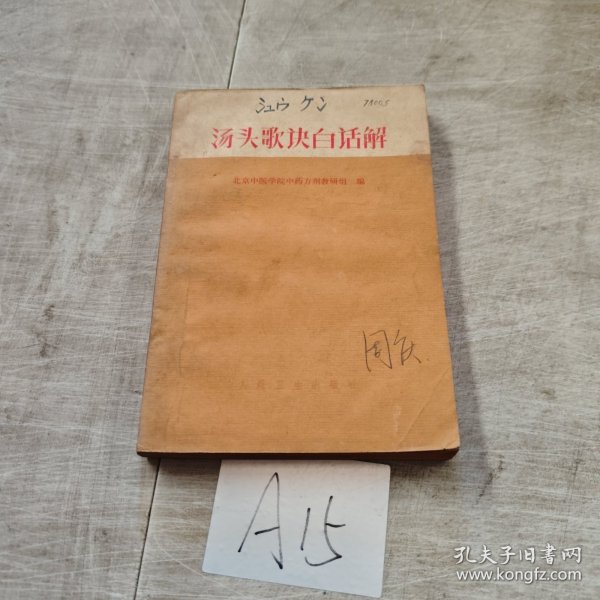 シュウ ケン
汤头歌诀白话解
北京中医学院中药方剂教研组 编
周庆
人民卫生出版社
A15
孔夫子旧书网
www.kongfz.com